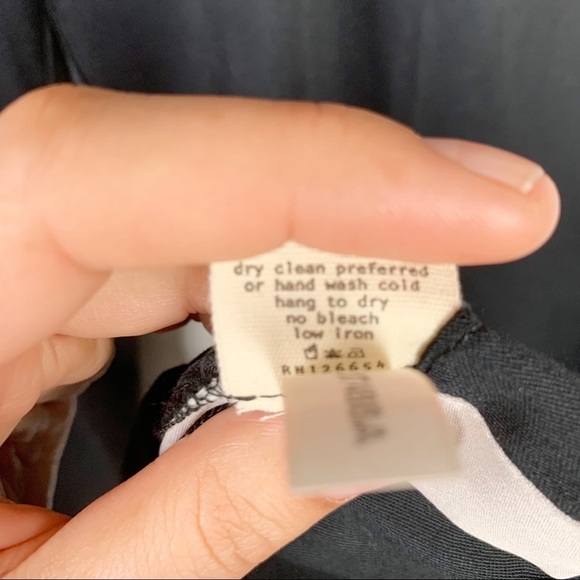 dry clean preferred
or hand wash cold
hang to dry
no bleach
low iron
RN126654